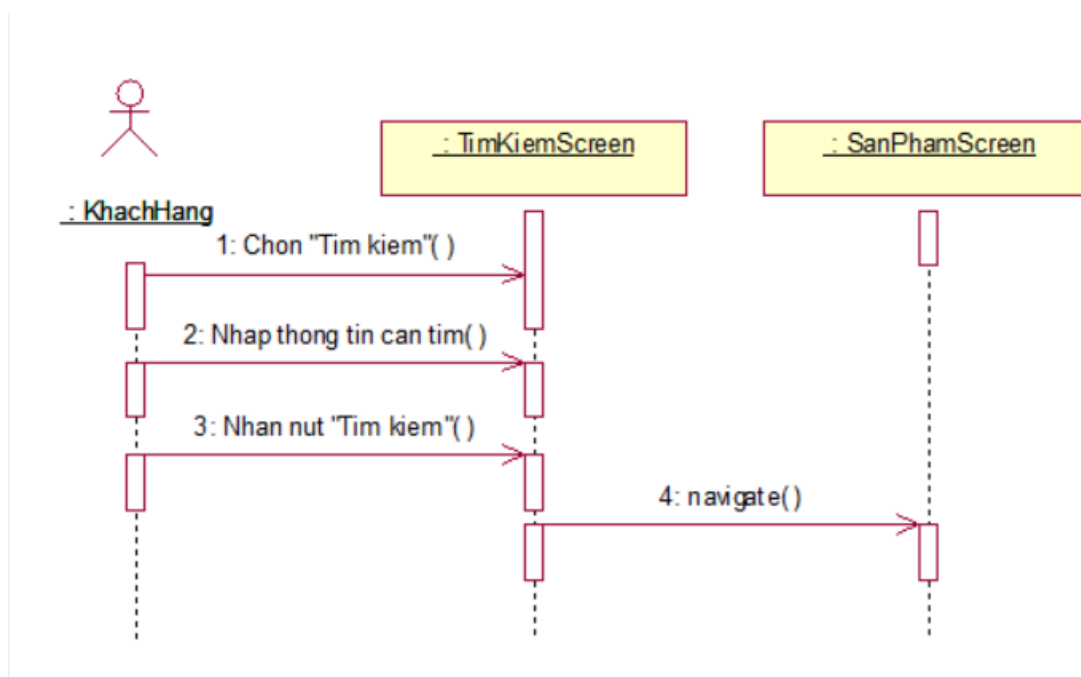 : TimKiemScreen
: SanPhamScreen
: KhachHang
1: Chon "Tim kiem"( )
2: Nhap thong tin can tim( )
3: Nhan nut "Tim kiem"( )
4: navigate( )